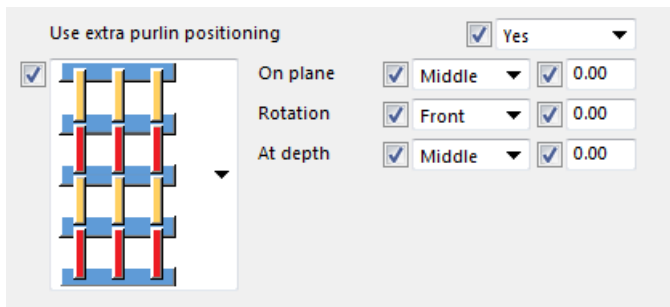 Use extra purlin positioning Yes
On plane Middle 0.00
Rotation Front 0.00
At depth Middle 0.00